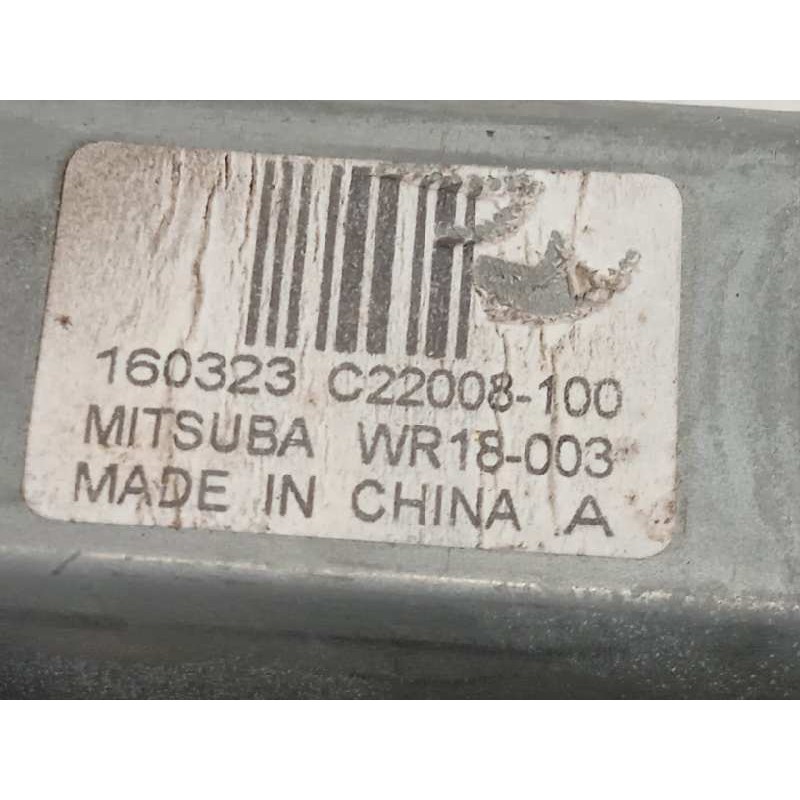 160323 C22008-100
MITSUBA WR18-003
MADE IN CHINA A